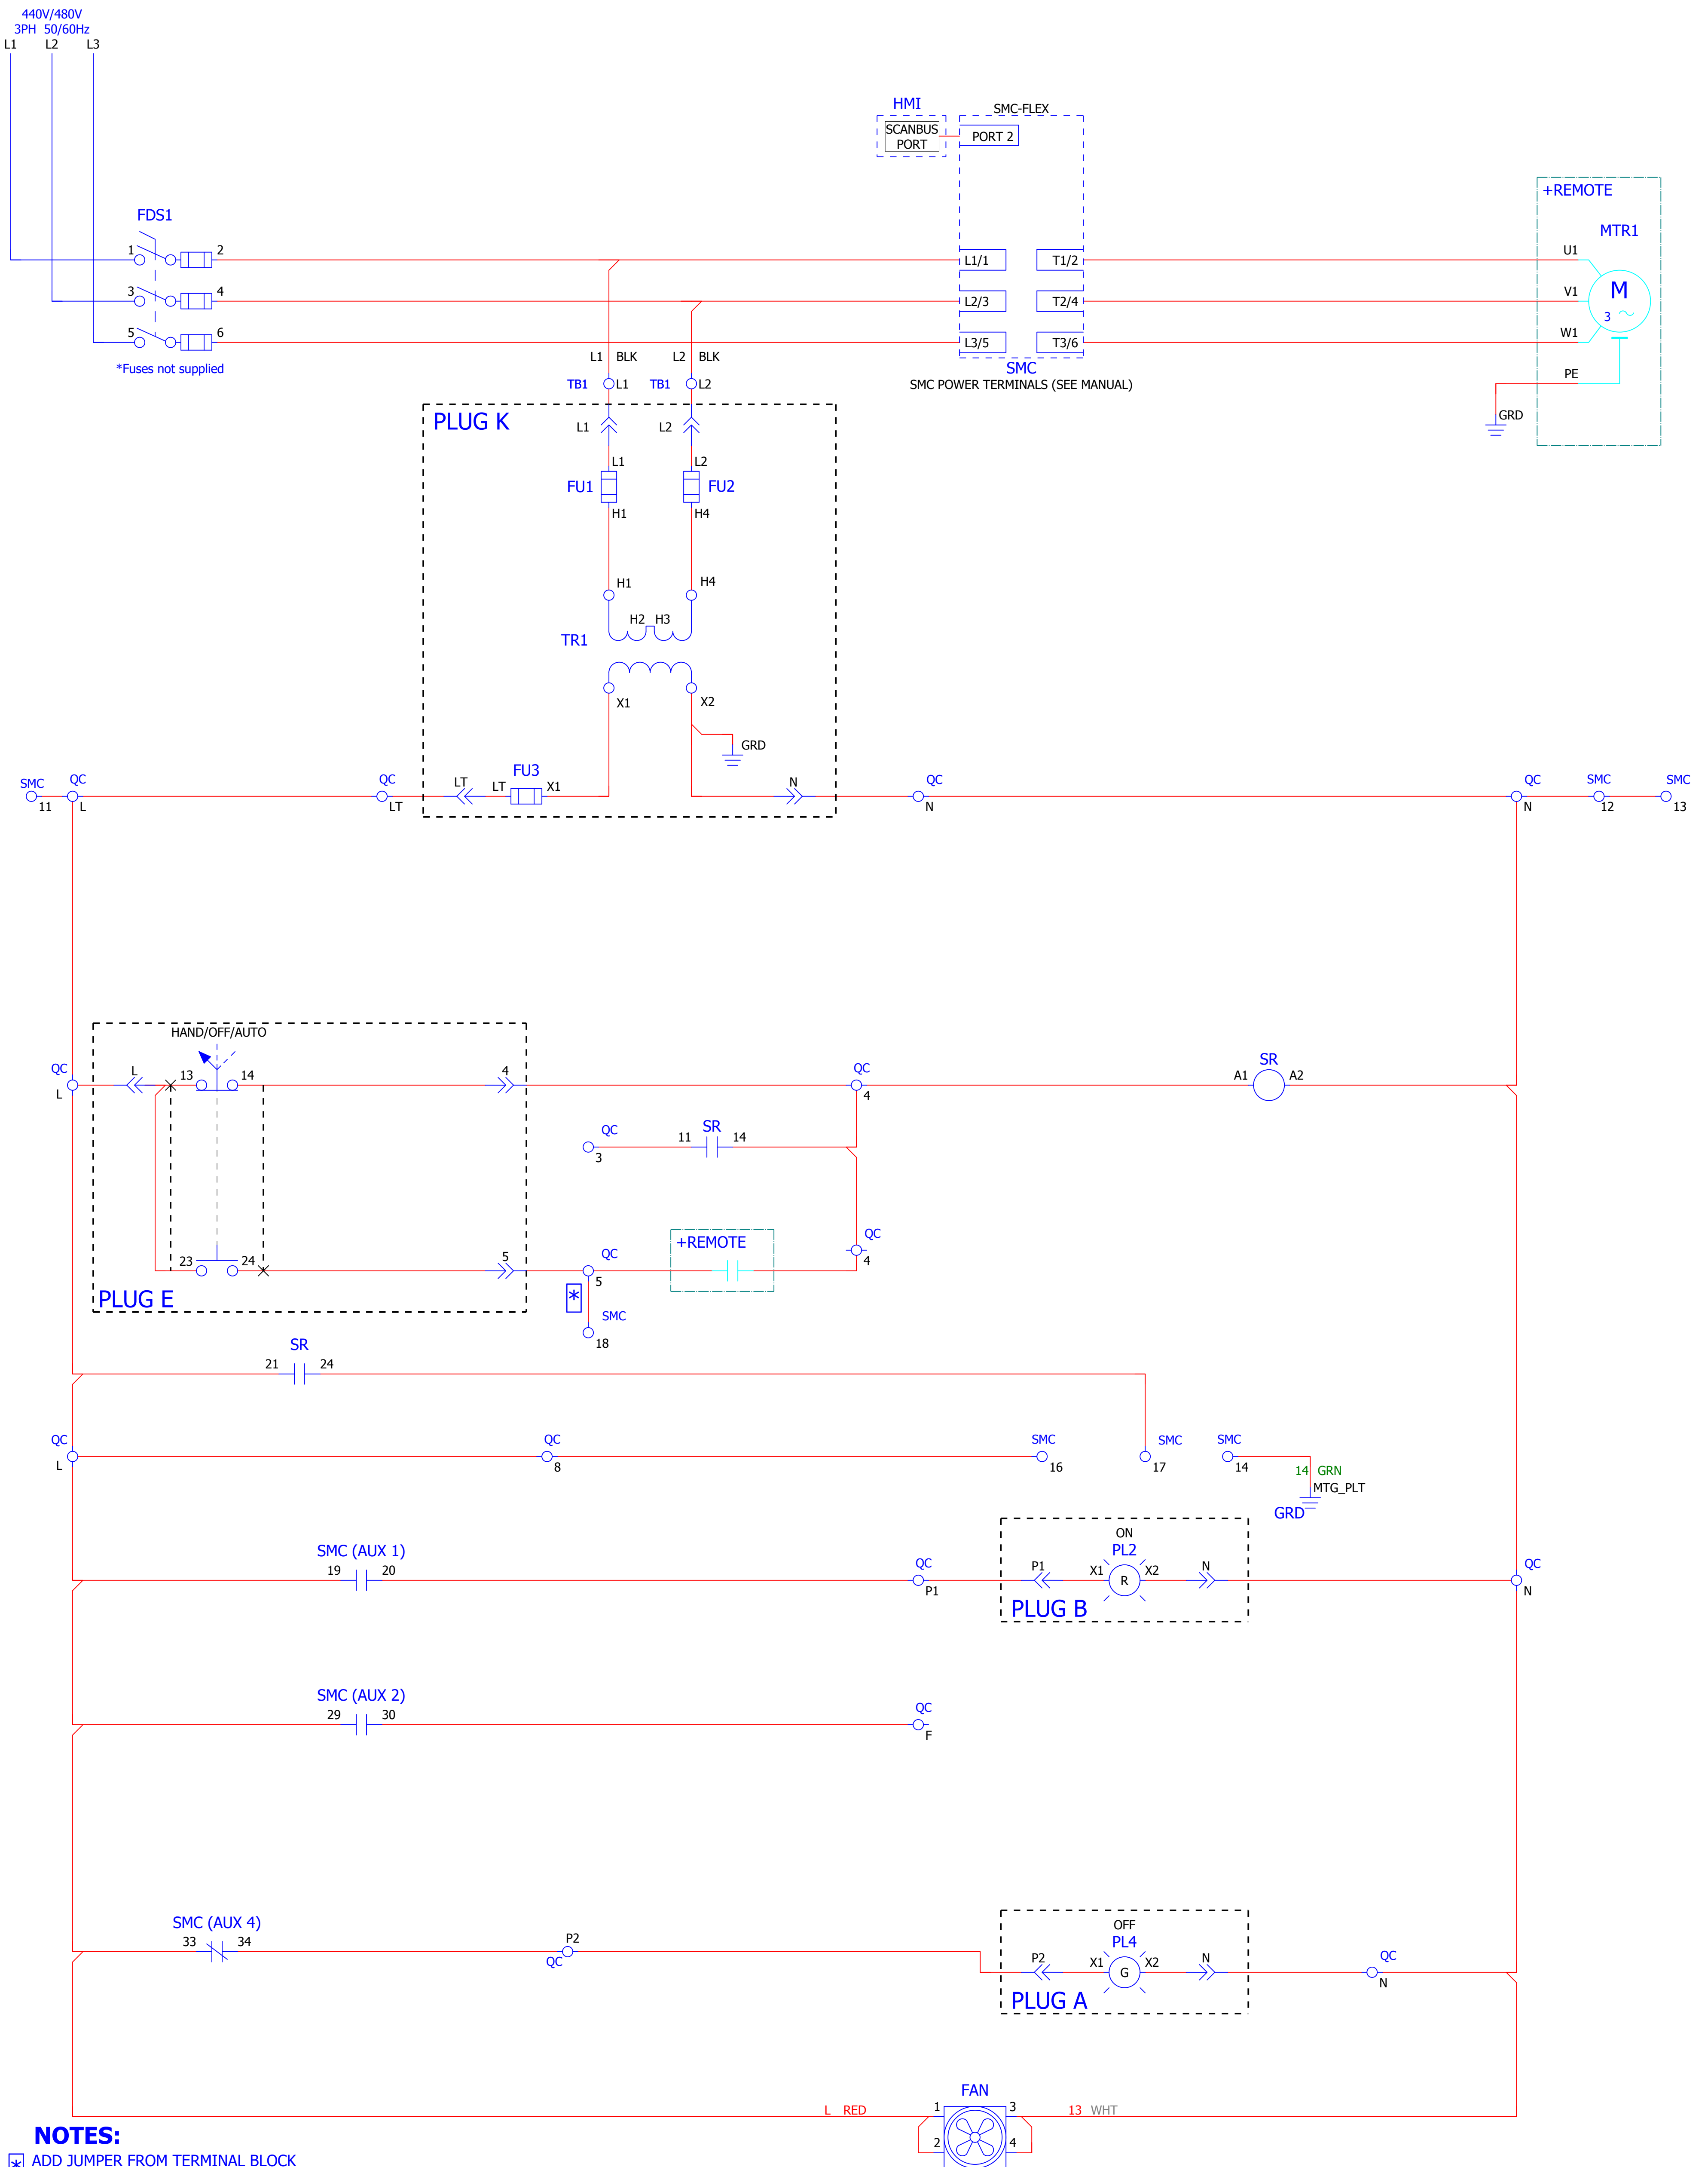 440V/480V
3PH 50/60Hz
L1 L2 L3
HMI
SMC-FLEX
SCANBUS
PORT
PORT 2
+REMOTE
FDS1
MTR1
1 2
L1/1 T1/2
U1
3 4
L2/3 T2/4
V1
M
3
5 6
L3/5 T3/6
W1
*Fuses not supplied
L1 BLK L2 BLK
SMC
SMC POWER TERMINALS (SEE MANUAL)
PE
TB1 L1 TB1 L2
GRD
PLUG K
L1 L2
L1 L2
FU1 FU2
H1 H4
H1 H4
H2 H3
TR1
X1 X2
GRD
SMC QC QC LT LT FU3 X1 N QC QC SMC SMC
11 L LT N N 12 13
HAND/OFF/AUTO
QC L 13 14 4 QC SR
L 4 A1 A2
QC 11 SR 14
3
23 24 5 QC +REMOTE QC
5 4
PLUG E
*
SMC
18
SR
21 24
QC QC SMC SMC SMC
L 8 16 17 14
14 GRN
MTG_PLT
GRD
ON
SMC (AUX 1) PL2
19 20 QC P1 X1 R X2 N QC
P1 N
PLUG B
SMC (AUX 2)
29 30 QC
F
SMC (AUX 4) OFF
33 34 P2 PL4
QC P2 X1 G X2 N QC
N
PLUG A
FAN
L RED 1 3 13 WHT
2 4
NOTES:
* ADD JUMPER FROM TERMINAL BLOCK